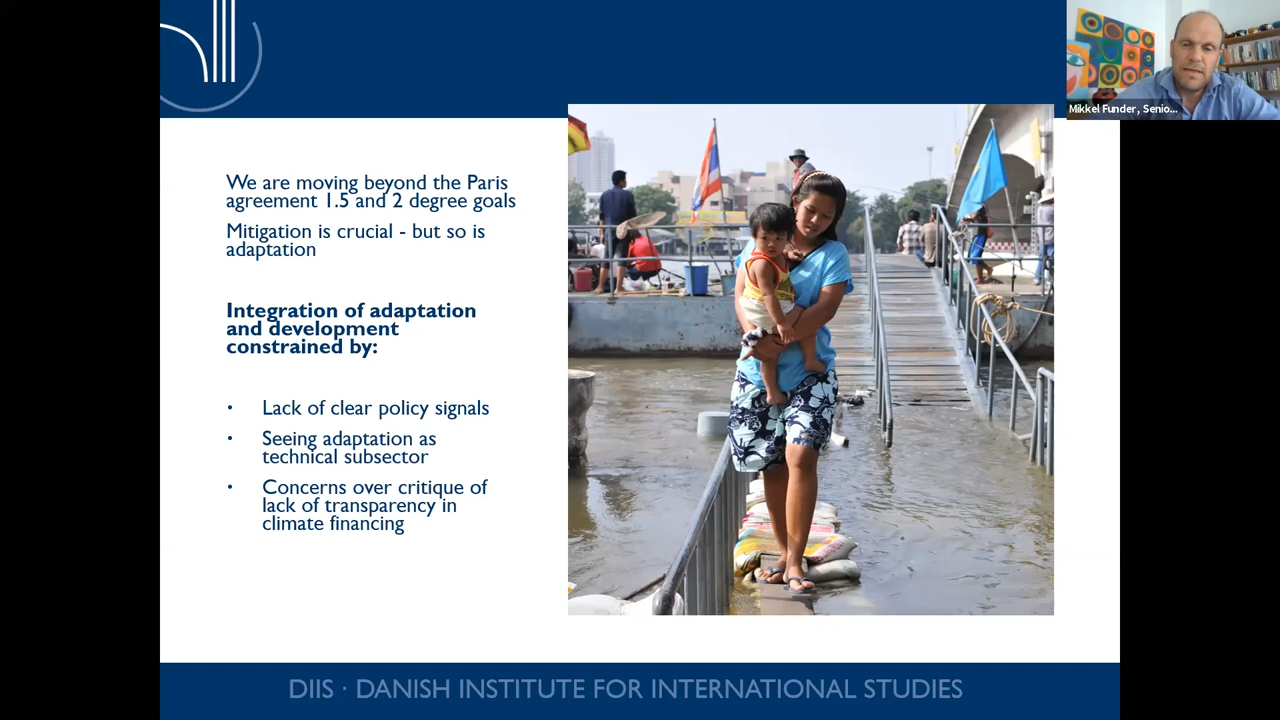 Mikkel Funder, Senio...
We are moving beyond the Paris
agreement 1.5 and 2 degree goals
Mitigation is crucial - but so is
adaptation
Integration of adaptation
and development
constrained by:
• Lack of clear policy signals
• Seeing adaptation as
technical subsector
• Concerns over critique of
lack of transparency in
climate financing
DIIS · DANISH INSTITUTE FOR INTERNATIONAL STUDIES